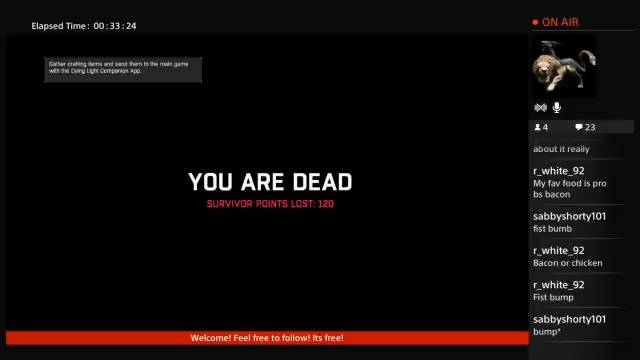 Elapsed Time: 00:33:24
ON AIR
Gather crafting items and send them to the main game
with the Dying Light Companion App.
4
23
about it really
r_white_92
My fav food is pro
bs bacon
YOU ARE DEAD
SURVIVOR POINTS LOST: 120
sabbyshorty101
fist bumb
r_white_92
Bacon or chicken
r_white_92
Fist bump
sabbyshorty101
bump*
Welcome! Feel free to follow! Its free!